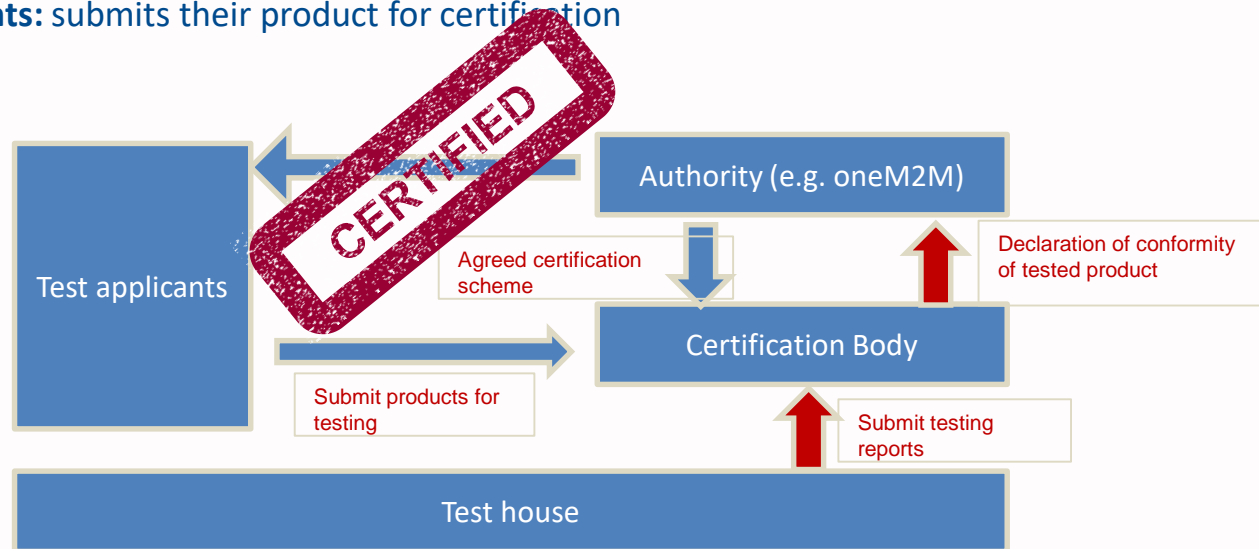 nts: submits their product for certification
CERTIFIED
Authority (e.g. oneM2M)
Declaration of conformity
of tested product
Agreed certification
scheme
Test applicants
Certification Body
Submit products for
testing
Submit testing
reports
Test house